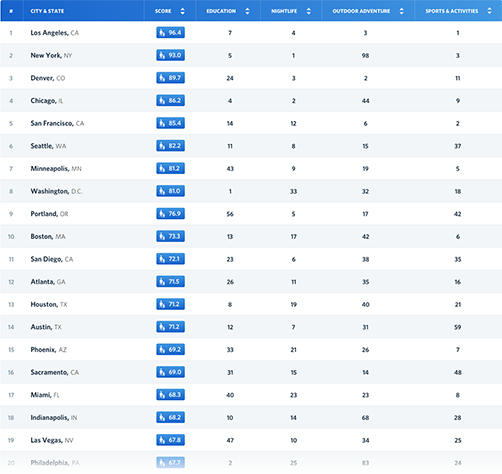 # CITY & STATE SCORE EDUCATION NIGHTLIFE OUTDOOR ADVENTURE SPORTS & ACTIVITIES
1 Los Angeles, CA 96.4 7 4 3 1
2 New York, NY 93.0 5 1 98 3
3 Denver, CO 89.7 24 3 2 11
4 Chicago, IL 86.2 4 2 44 9
5 San Francisco, CA 85.4 14 12 6 2
6 Seattle, WA 82.2 11 8 15 37
7 Minneapolis, MN 81.2 43 9 19 5
8 Washington, D.C. 81.0 1 33 32 18
9 Portland, OR 76.9 56 5 17 42
10 Boston, MA 73.3 13 17 42 6
11 San Diego, CA 72.1 23 6 38 35
12 Atlanta, GA 71.5 26 11 35 16
13 Houston, TX 71.2 8 19 40 21
14 Austin, TX 71.2 12 7 31 59
15 Phoenix, AZ 69.2 33 21 26 7
16 Sacramento, CA 69.0 31 15 14 48
17 Miami, FL 68.3 40 23 23 8
18 Indianapolis, IN 68.2 10 14 68 28
19 Las Vegas, NV 67.8 47 10 34 25
20 Philadelphia, PA 67.7 2 25 83 24